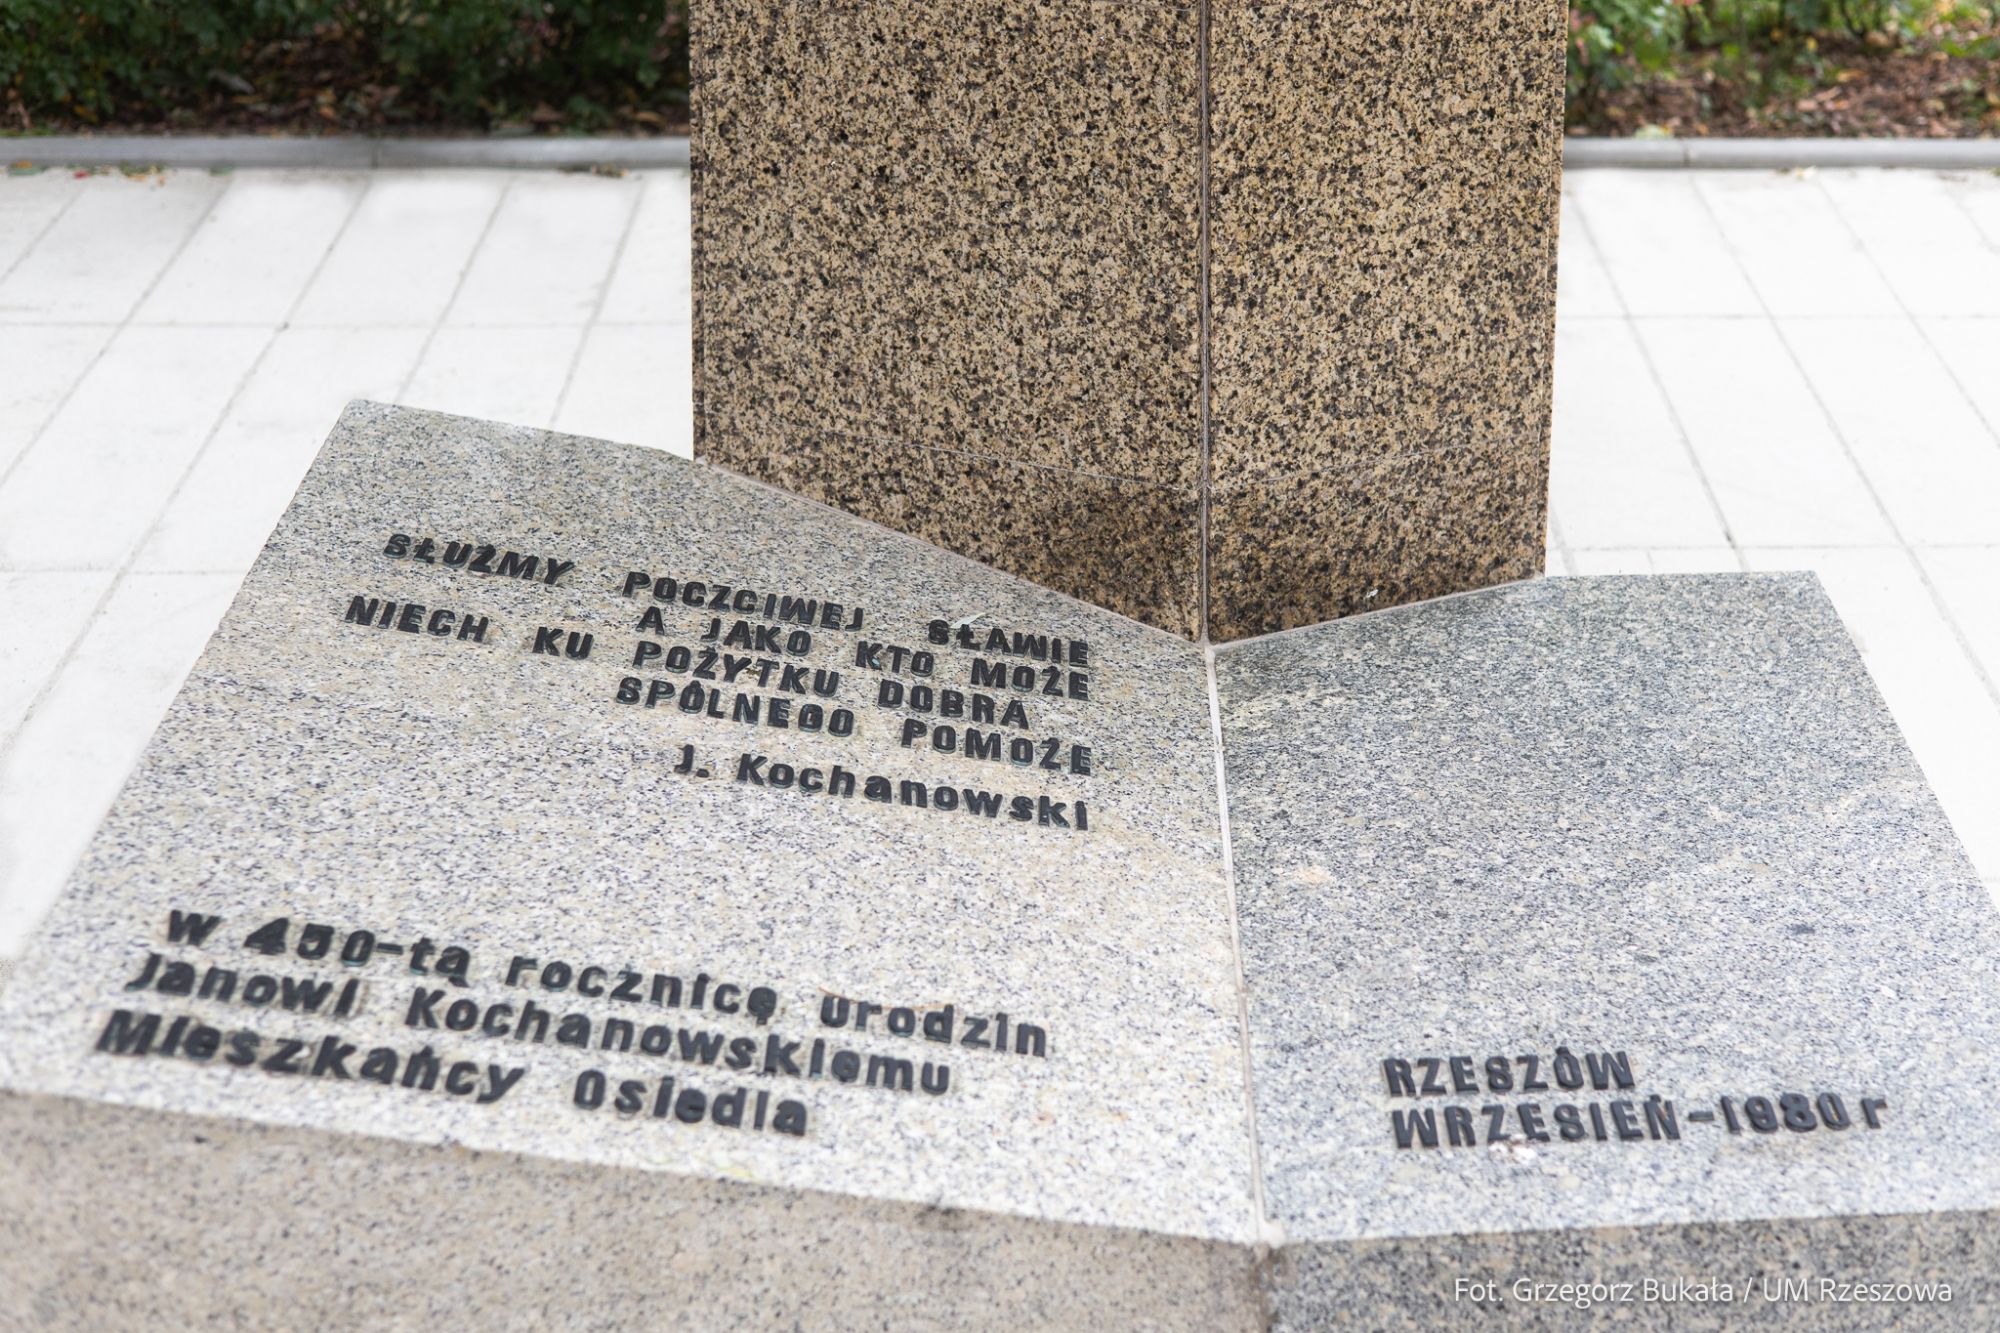 SŁUŻMY POCZCIWEJ SŁAWIE
A JAKO KTO MOŻE
NIECH KU POŻYTKU DOBRA
SPÓLNEGO POMOŻE
J. Kochanowski
W 450-tą rocznicę urodzin
Janowi Kochanowskiemu
Mieszkańcy Osiedla
RZESZÓW
WRZESIEŃ-1980r
Fot. Grzegorz Bukała / UM Rzeszowa